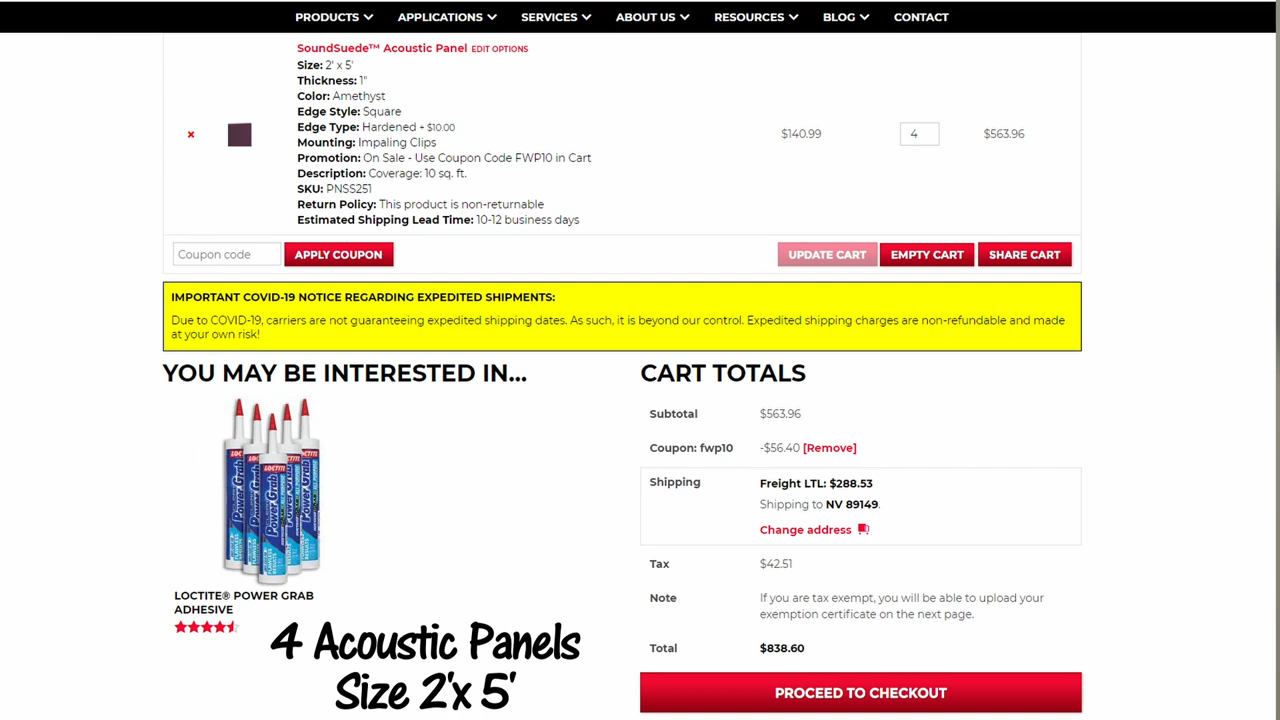 PRODUCTS APPLICATIONS SERVICES ABOUT US RESOURCES BLOG CONTACT
SoundSuede™ Acoustic Panel EDIT OPTIONS
Size: 2' x 5'
Thickness: 1"
Color: Amethyst
Edge Style: Square
Edge Type: Hardened + $10.00
Mounting: Impaling Clips
Promotion: On Sale - Use Coupon Code FWP10 in Cart
Description: Coverage: 10 sq. ft.
SKU: PNSS251
Return Policy: This product is non-returnable
Estimated Shipping Lead Time: 10-12 business days
$140.99 4 $563.96
Coupon code APPLY COUPON UPDATE CART EMPTY CART SHARE CART
IMPORTANT COVID-19 NOTICE REGARDING EXPEDITED SHIPMENTS:
Due to COVID-19, carriers are not guaranteeing expedited shipping dates. As such, it is beyond our control. Expedited shipping charges are non-refundable and made
at your own risk!
YOU MAY BE INTERESTED IN...
LOCTITE
Power Grab
LOCTITE® POWER GRAB
ADHESIVE
4 Acoustic Panels
Size 2'x 5'
CART TOTALS
Subtotal $563.96
Coupon: fwp10 -$56.40 [Remove]
Shipping Freight LTL: $288.53
Shipping to NV 89149.
Change address
Tax $42.51
Note If you are tax exempt, you will be able to upload your
exemption certificate on the next page.
Total $838.60
PROCEED TO CHECKOUT